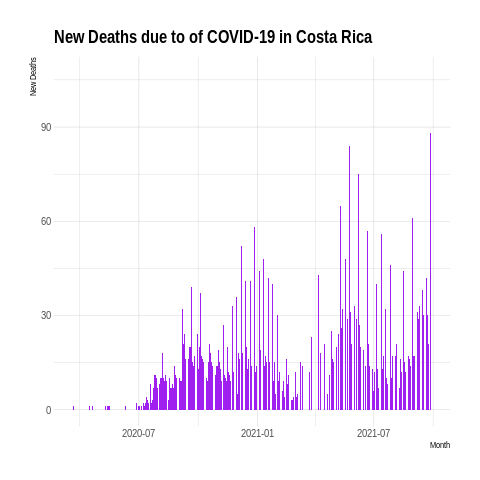 New Deaths due to of COVID-19 in Costa Rica
New Deaths
90
60
30
0
2020-07 2021-01 2021-07
Month